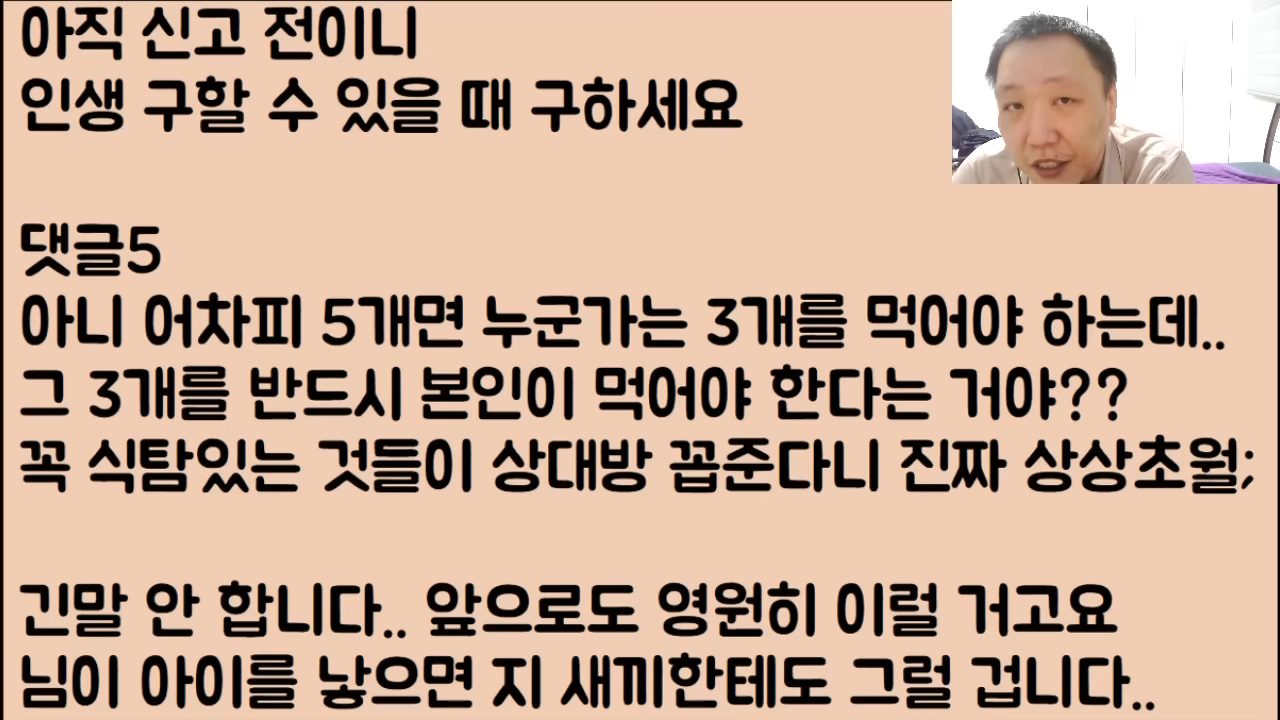 아직 신고 전이니
인생 구할 수 있을 때 구하세요
댓글5
아니 어차피 5개면 누군가는 3개를 먹어야 하는데..
그 3개를 반드시 본인이 먹어야 한다는 거야??
꼭 식탐있는 것들이 상대방 꼽준다니 진짜 상상초월;
긴말 안 합니다.. 앞으로도 영원히 이럴 거고요
님이 아이를 낳으면 지 새끼한테도 그럴 겁니다..